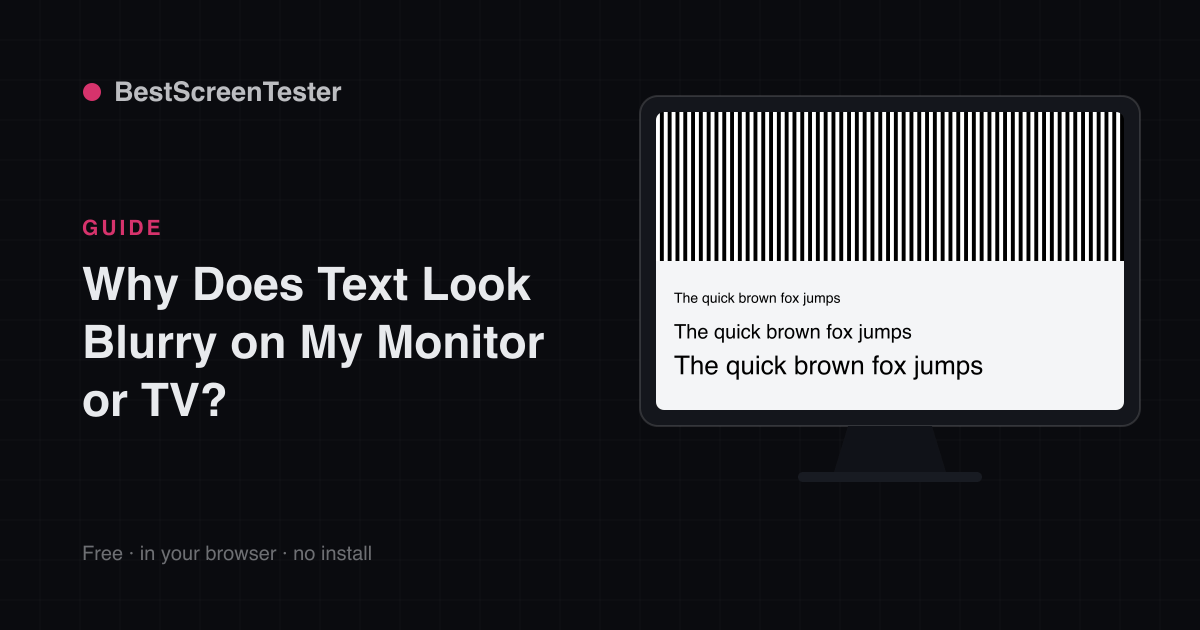 BestScreenTester
GUIDE
Why Does Text Look
Blurry on My Monitor
or TV?
Free · in your browser · no install
The quick brown fox jumps
The quick brown fox jumps
The quick brown fox jumps